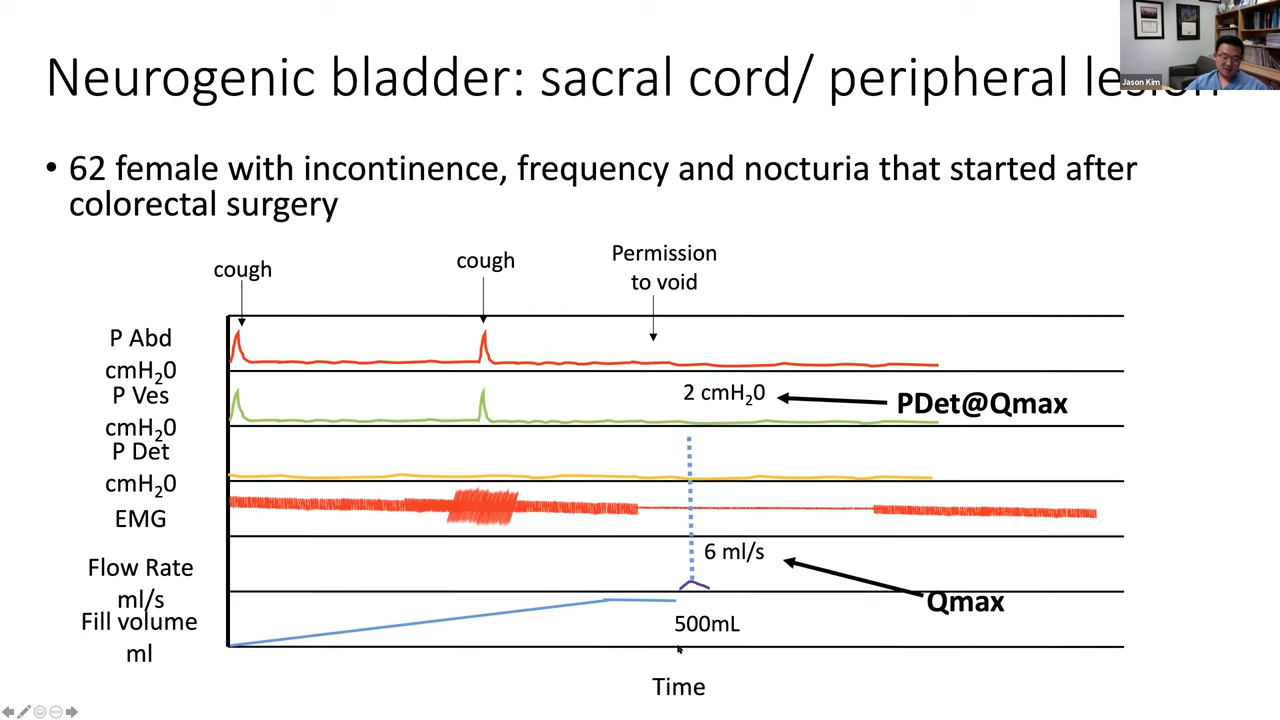 Neurogenic bladder: sacral cord/ peripheral lesion
Jason Kim
• 62 female with incontinence, frequency and nocturia that started after
colorectal surgery
cough
cough
Permission
to void
P Abd
cmH₂0
P Ves
cmH₂0
P Det
cmH₂0
EMG
Flow Rate
ml/s
Fill volume
ml
2 cmH₂0
PDet@Qmax
6 ml/s
Qmax
500mL
Time